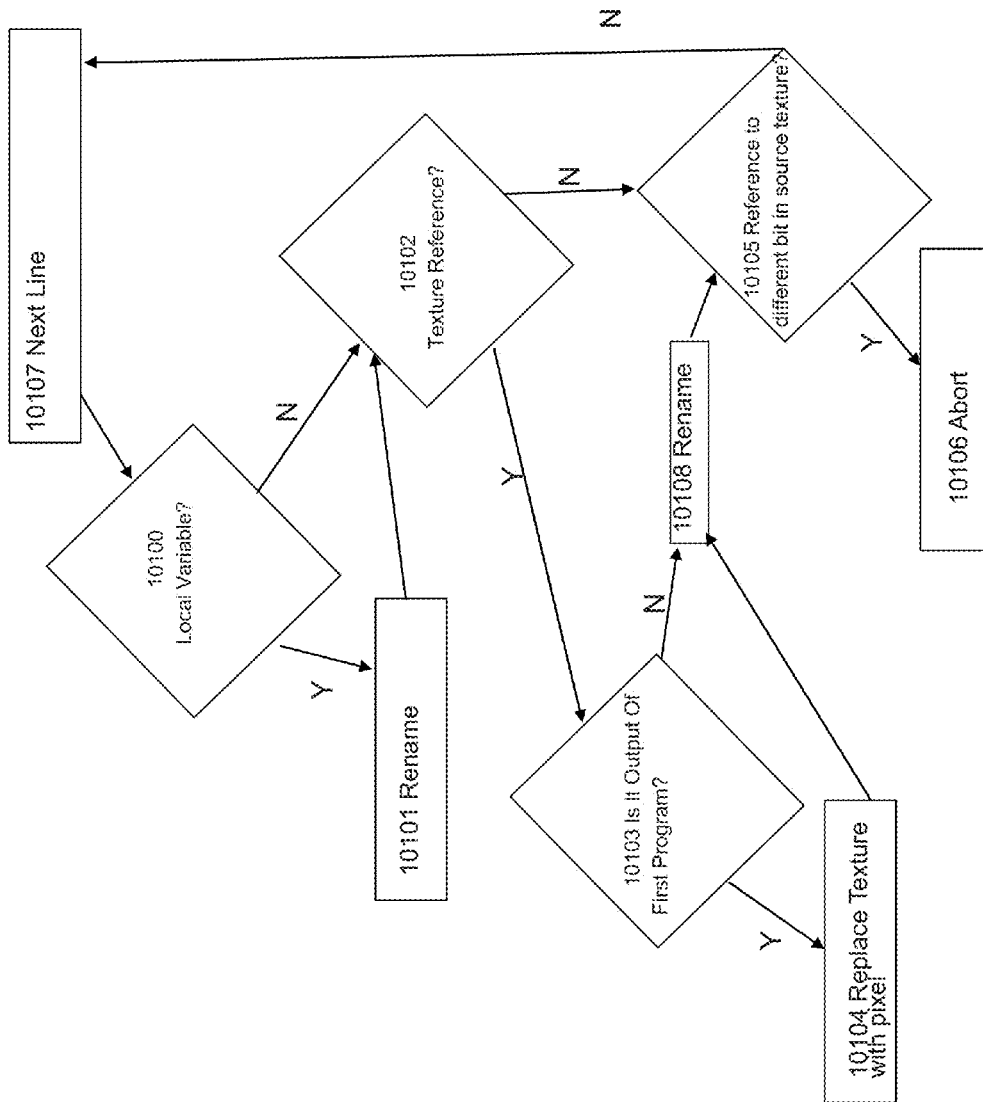 10107 Next Line
N
10100
Local Variable?
N
Y
10101 Rename
10102
Texture Reference?
N
Y
10103 Is It Output Of
First Program?
N
Y
10104 Replace Texture
with pixel
10108 Rename
10105 Reference to
different bit in source texture?
Y
10106 Abort